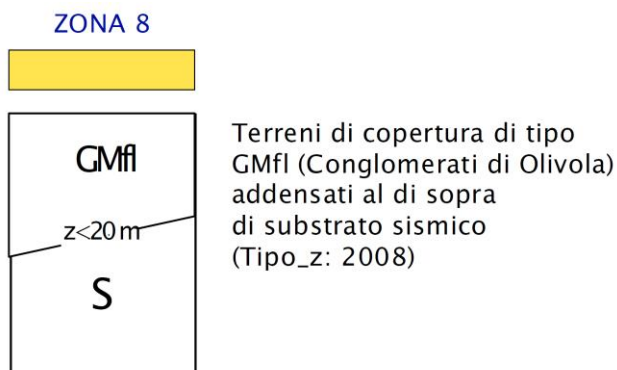 ZONA 8
GMfl
z<20 m
S
Terreni di copertura di tipo
GMfl (Conglomerati di Olivola)
addensati al di sopra
di substrato sismico
(Tipo_z: 2008)